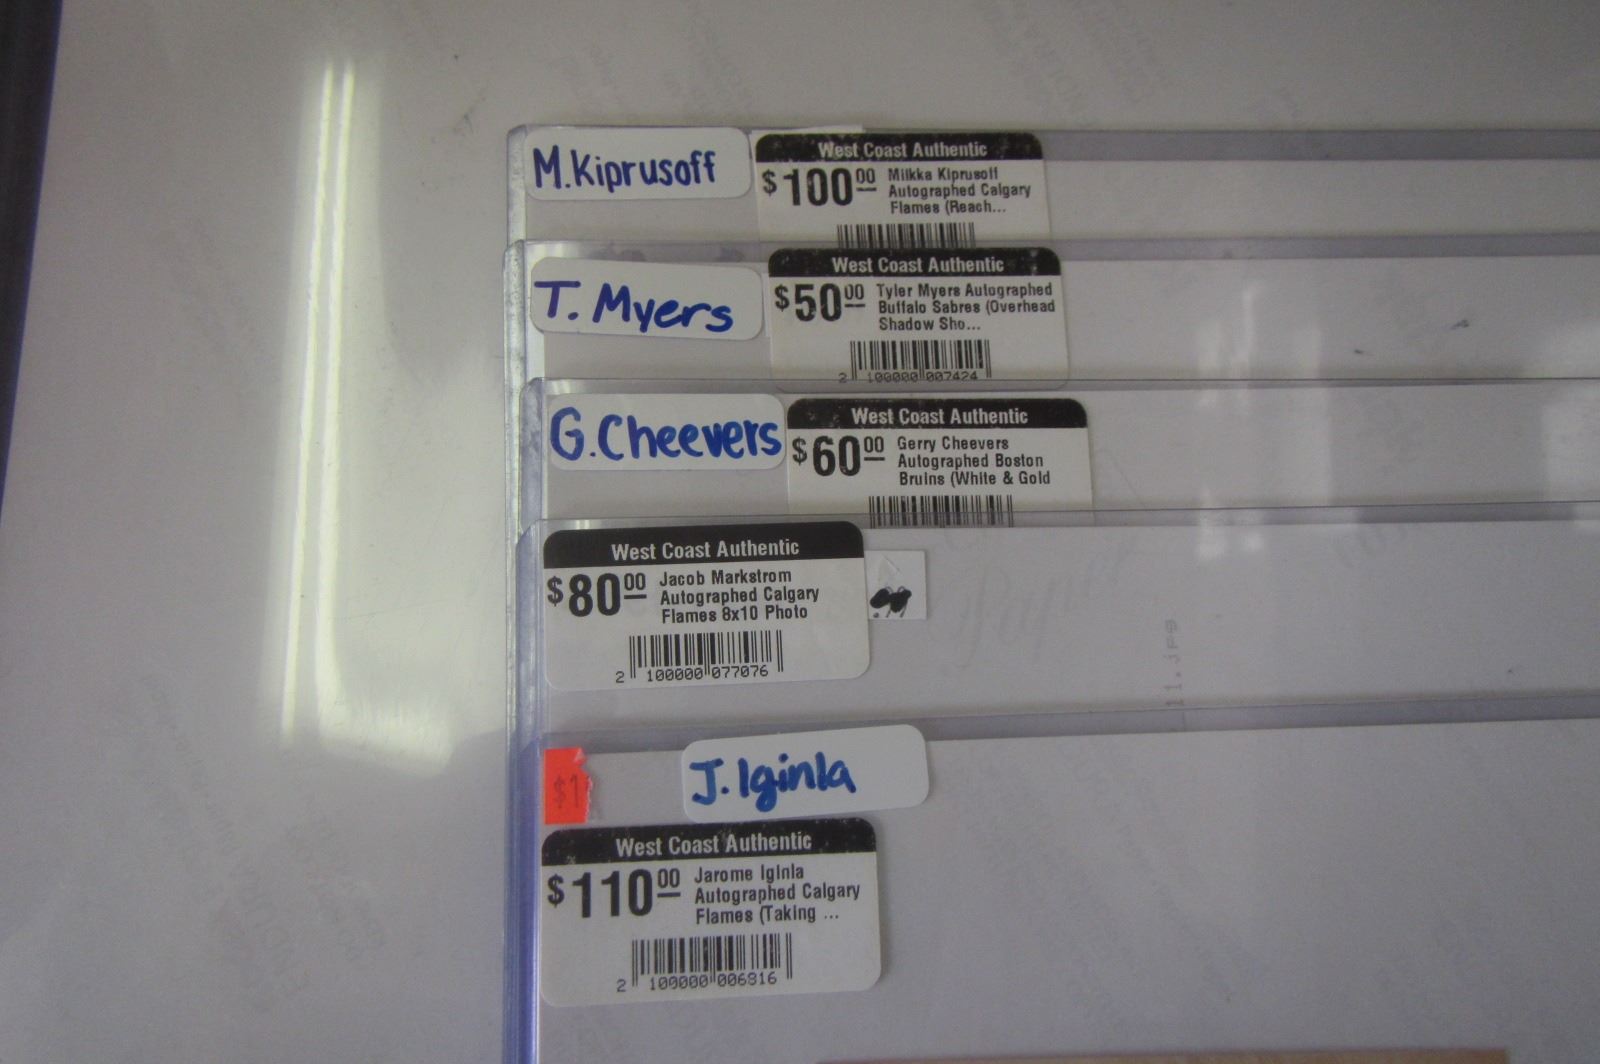 M.Kiprusoff
West Coast Authentic
$100.00
Miikka Kiprusoff
Autographed Calgary
Flames (Reach...
T. Myers
West Coast Authentic
$50.00
Tyler Myers Autographed
Buffalo Sabres (Overhead
Shadow Sho...
2 100000 007424
G.Cheevers
West Coast Authentic
$60.00
Gerry Cheevers
Autographed Boston
Bruins (White & Gold
West Coast Authentic
$80.00
Jacob Markstrom
Autographed Calgary
Flames 8x10 Photo
2 100000 077076
11.jpg
$1
J.Iginla
West Coast Authentic
$110.00
Jarome Iginla
Autographed Calgary
Flames (Taking ...
2 100000 006816